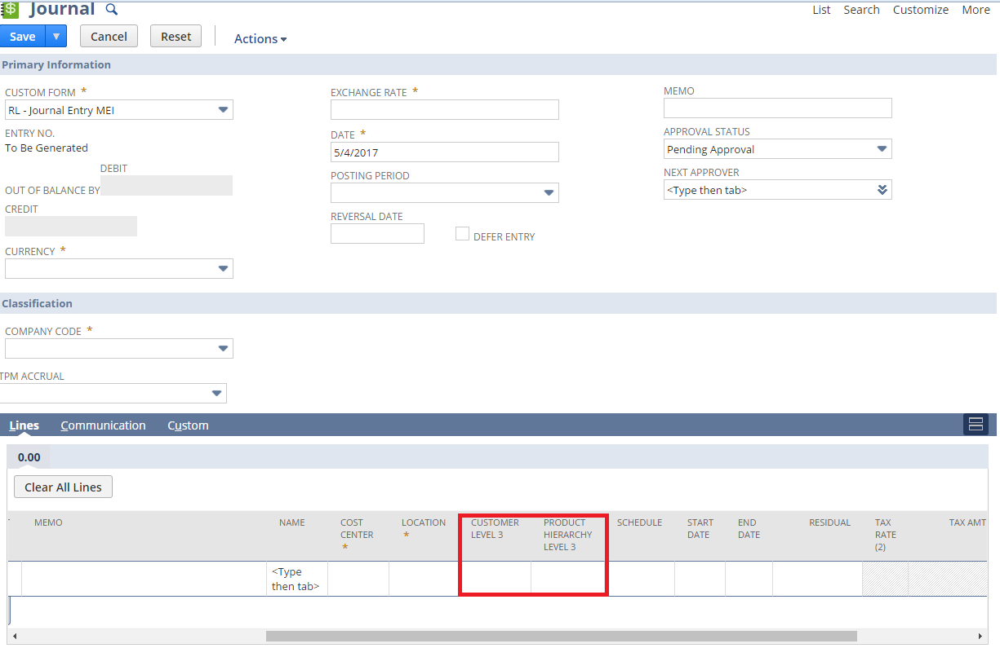 Journal
List Search Customize More
Save Cancel Reset Actions
Primary Information
CUSTOM FORM *
RL - Journal Entry MEI
ENTRY NO.
To Be Generated
DEBIT
OUT OF BALANCE BY
CREDIT
CURRENCY *
EXCHANGE RATE *
DATE *
5/4/2017
POSTING PERIOD
REVERSAL DATE
DEFER ENTRY
MEMO
APPROVAL STATUS
Pending Approval
NEXT APPROVER
<Type then tab>
Classification
COMPANY CODE *
TPM ACCRUAL
Lines Communication Custom
0.00
Clear All Lines
MEMO
NAME
COST
CENTER
*
LOCATION
*
CUSTOMER
LEVEL 3
PRODUCT
HIERARCHY
LEVEL 3
SCHEDULE
START
DATE
END
DATE
RESIDUAL
TAX
RATE
(2)
TAX AMT
<Type
then tab>